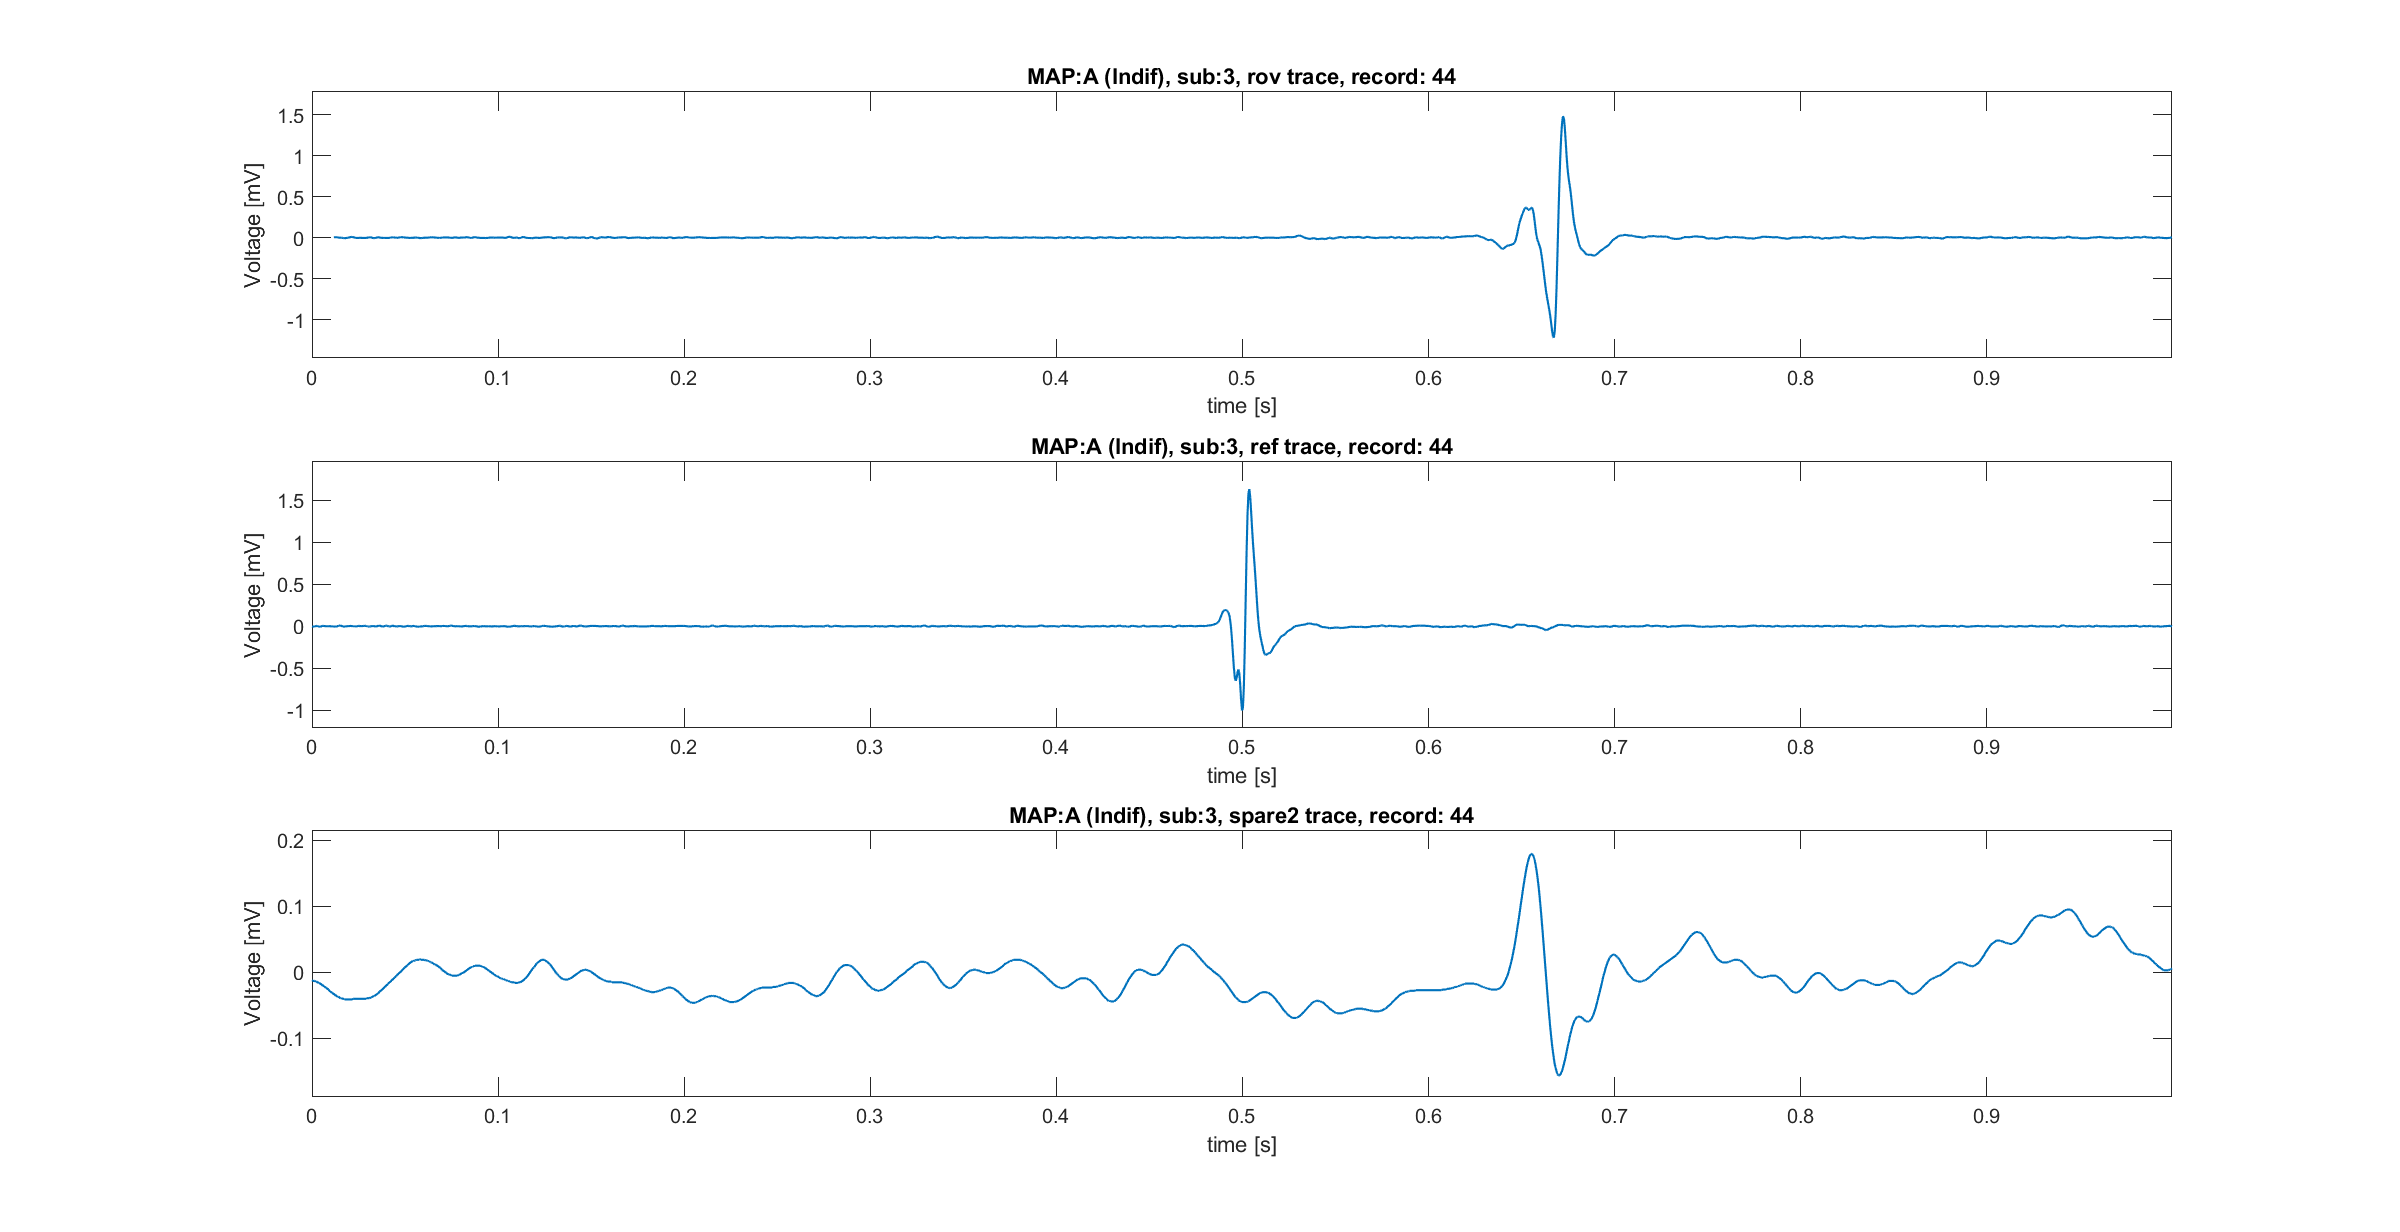 MAP:A (Indif), sub:3, rov trace, record: 44
Voltage [mV]
1.5
1
0.5
0
-0.5
-1
0 0.1 0.2 0.3 0.4 0.5 0.6 0.7 0.8 0.9
time [s]
MAP:A (Indif), sub:3, ref trace, record: 44
Voltage [mV]
1.5
1
0.5
0
-0.5
-1
0 0.1 0.2 0.3 0.4 0.5 0.6 0.7 0.8 0.9
time [s]
MAP:A (Indif), sub:3, spare2 trace, record: 44
Voltage [mV]
0.2
0.1
0
-0.1
0 0.1 0.2 0.3 0.4 0.5 0.6 0.7 0.8 0.9
time [s]